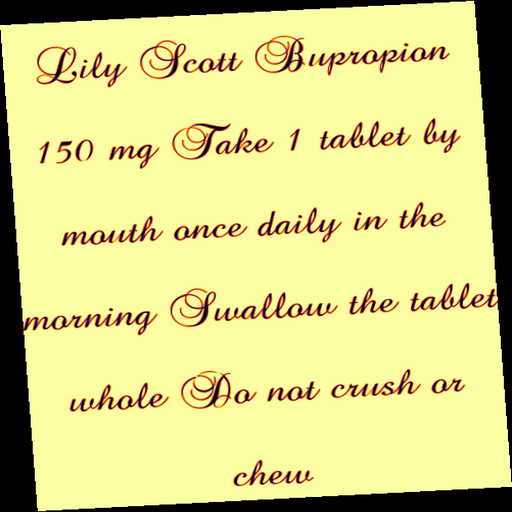 Lily Scott Bupropion
150 mg Take 1 tablet by
mouth once daily in the
morning Swallow the tablet
whole Do not crush or
chew